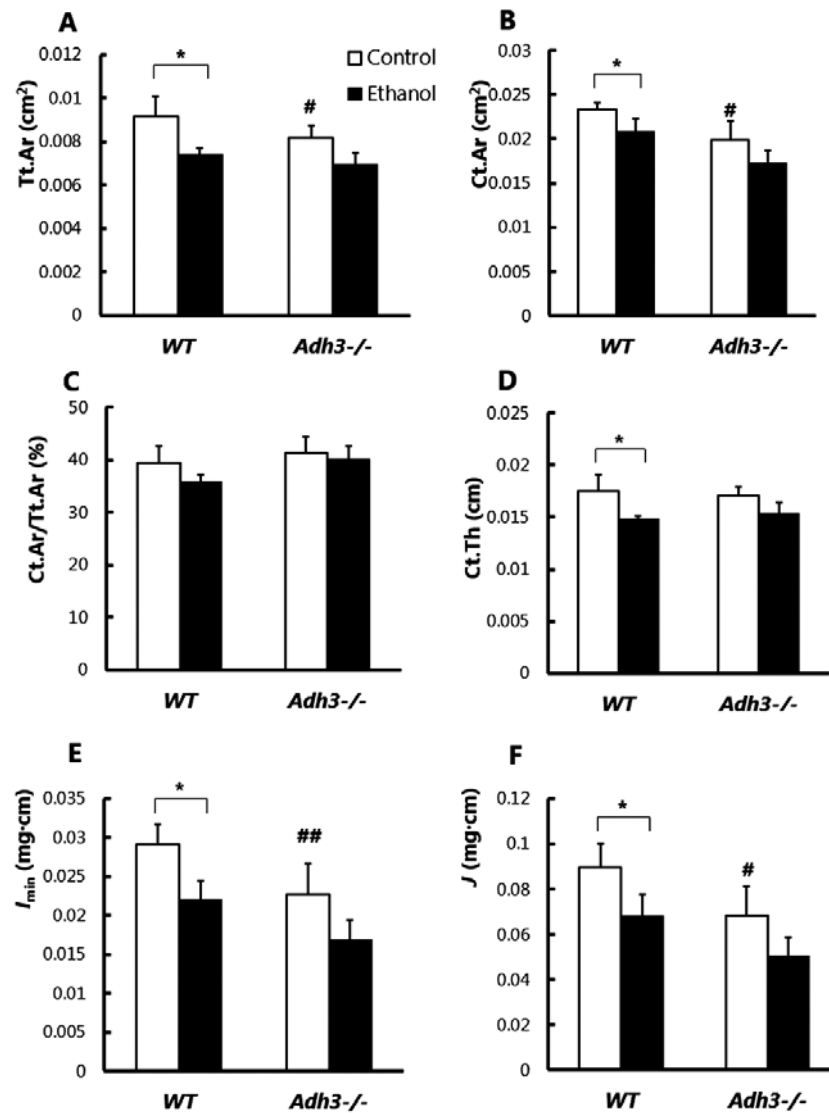 A
Tt.Ar (cm²)
0.012
0.01
0.008
0.006
0.004
0.002
0
*
#
Control
Ethanol
WT
Adh3-/-
B
Ct.Ar (cm²)
0.03
0.025
0.02
0.015
0.01
0.005
0
*
#
WT
Adh3-/-
C
Ct.Ar/Tt.Ar (%)
50
40
30
20
10
0
WT
Adh3-/-
D
Ct.Th (cm)
0.025
0.02
0.015
0.01
0.005
0
*
WT
Adh3-/-
E
Imin (mg·cm)
0.035
0.03
0.025
0.02
0.015
0.01
0.005
0
*
##
WT
Adh3-/-
F
J (mg·cm)
0.12
0.1
0.08
0.06
0.04
0.02
0
*
#
WT
Adh3-/-